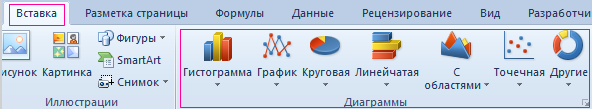 Вставка Разметка страницы Формулы Данные Рецензирование Вид Разработчи
Фигуры
SmartArt
исунок Картинка Снимок Гистограмма График Круговая Линейчатая С областями Точечная Другие
Иллюстрации Диаграммы